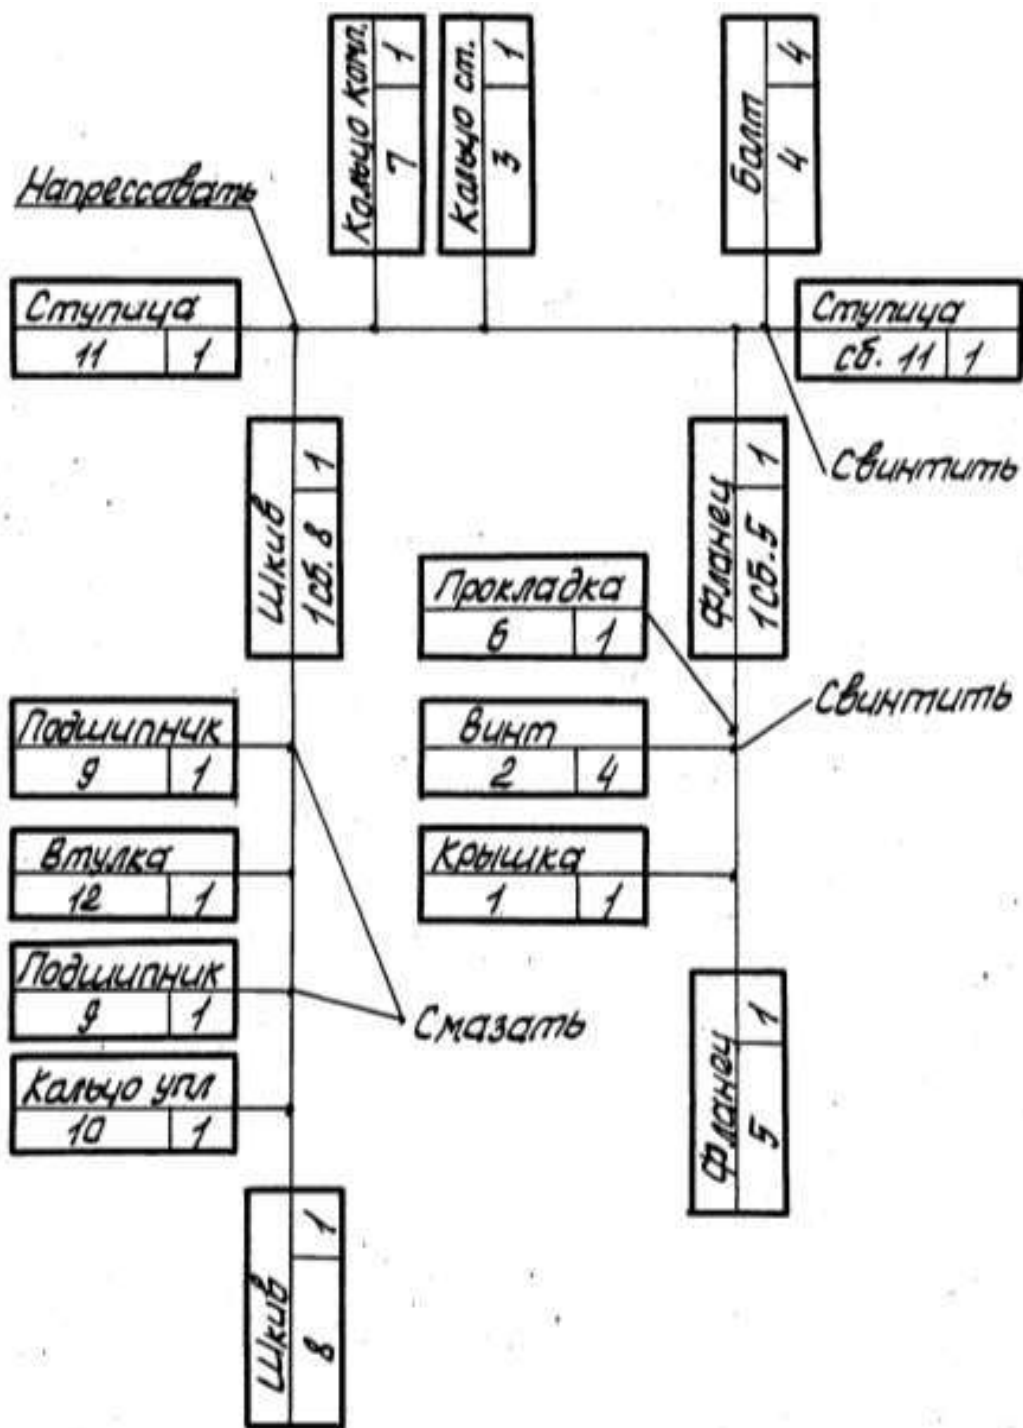 Кольцо комп.
7 1
Кольцо ст.
3 1
Болт
4 4
Напрессовать
Ступица
11 1
Ступица
сб. 11 1
Свинтить
Шкив
1сб. 8 1
Фланец
1сб. 5 1
Прокладка
6 1
Свинтить
Подшипник
9 1
Винт
2 4
Втулка
12 1
Крышка
1 1
Подшипник
9 1
Смазать
Кольцо упл
10 1
Фланец
5 1
Шкив
8 1